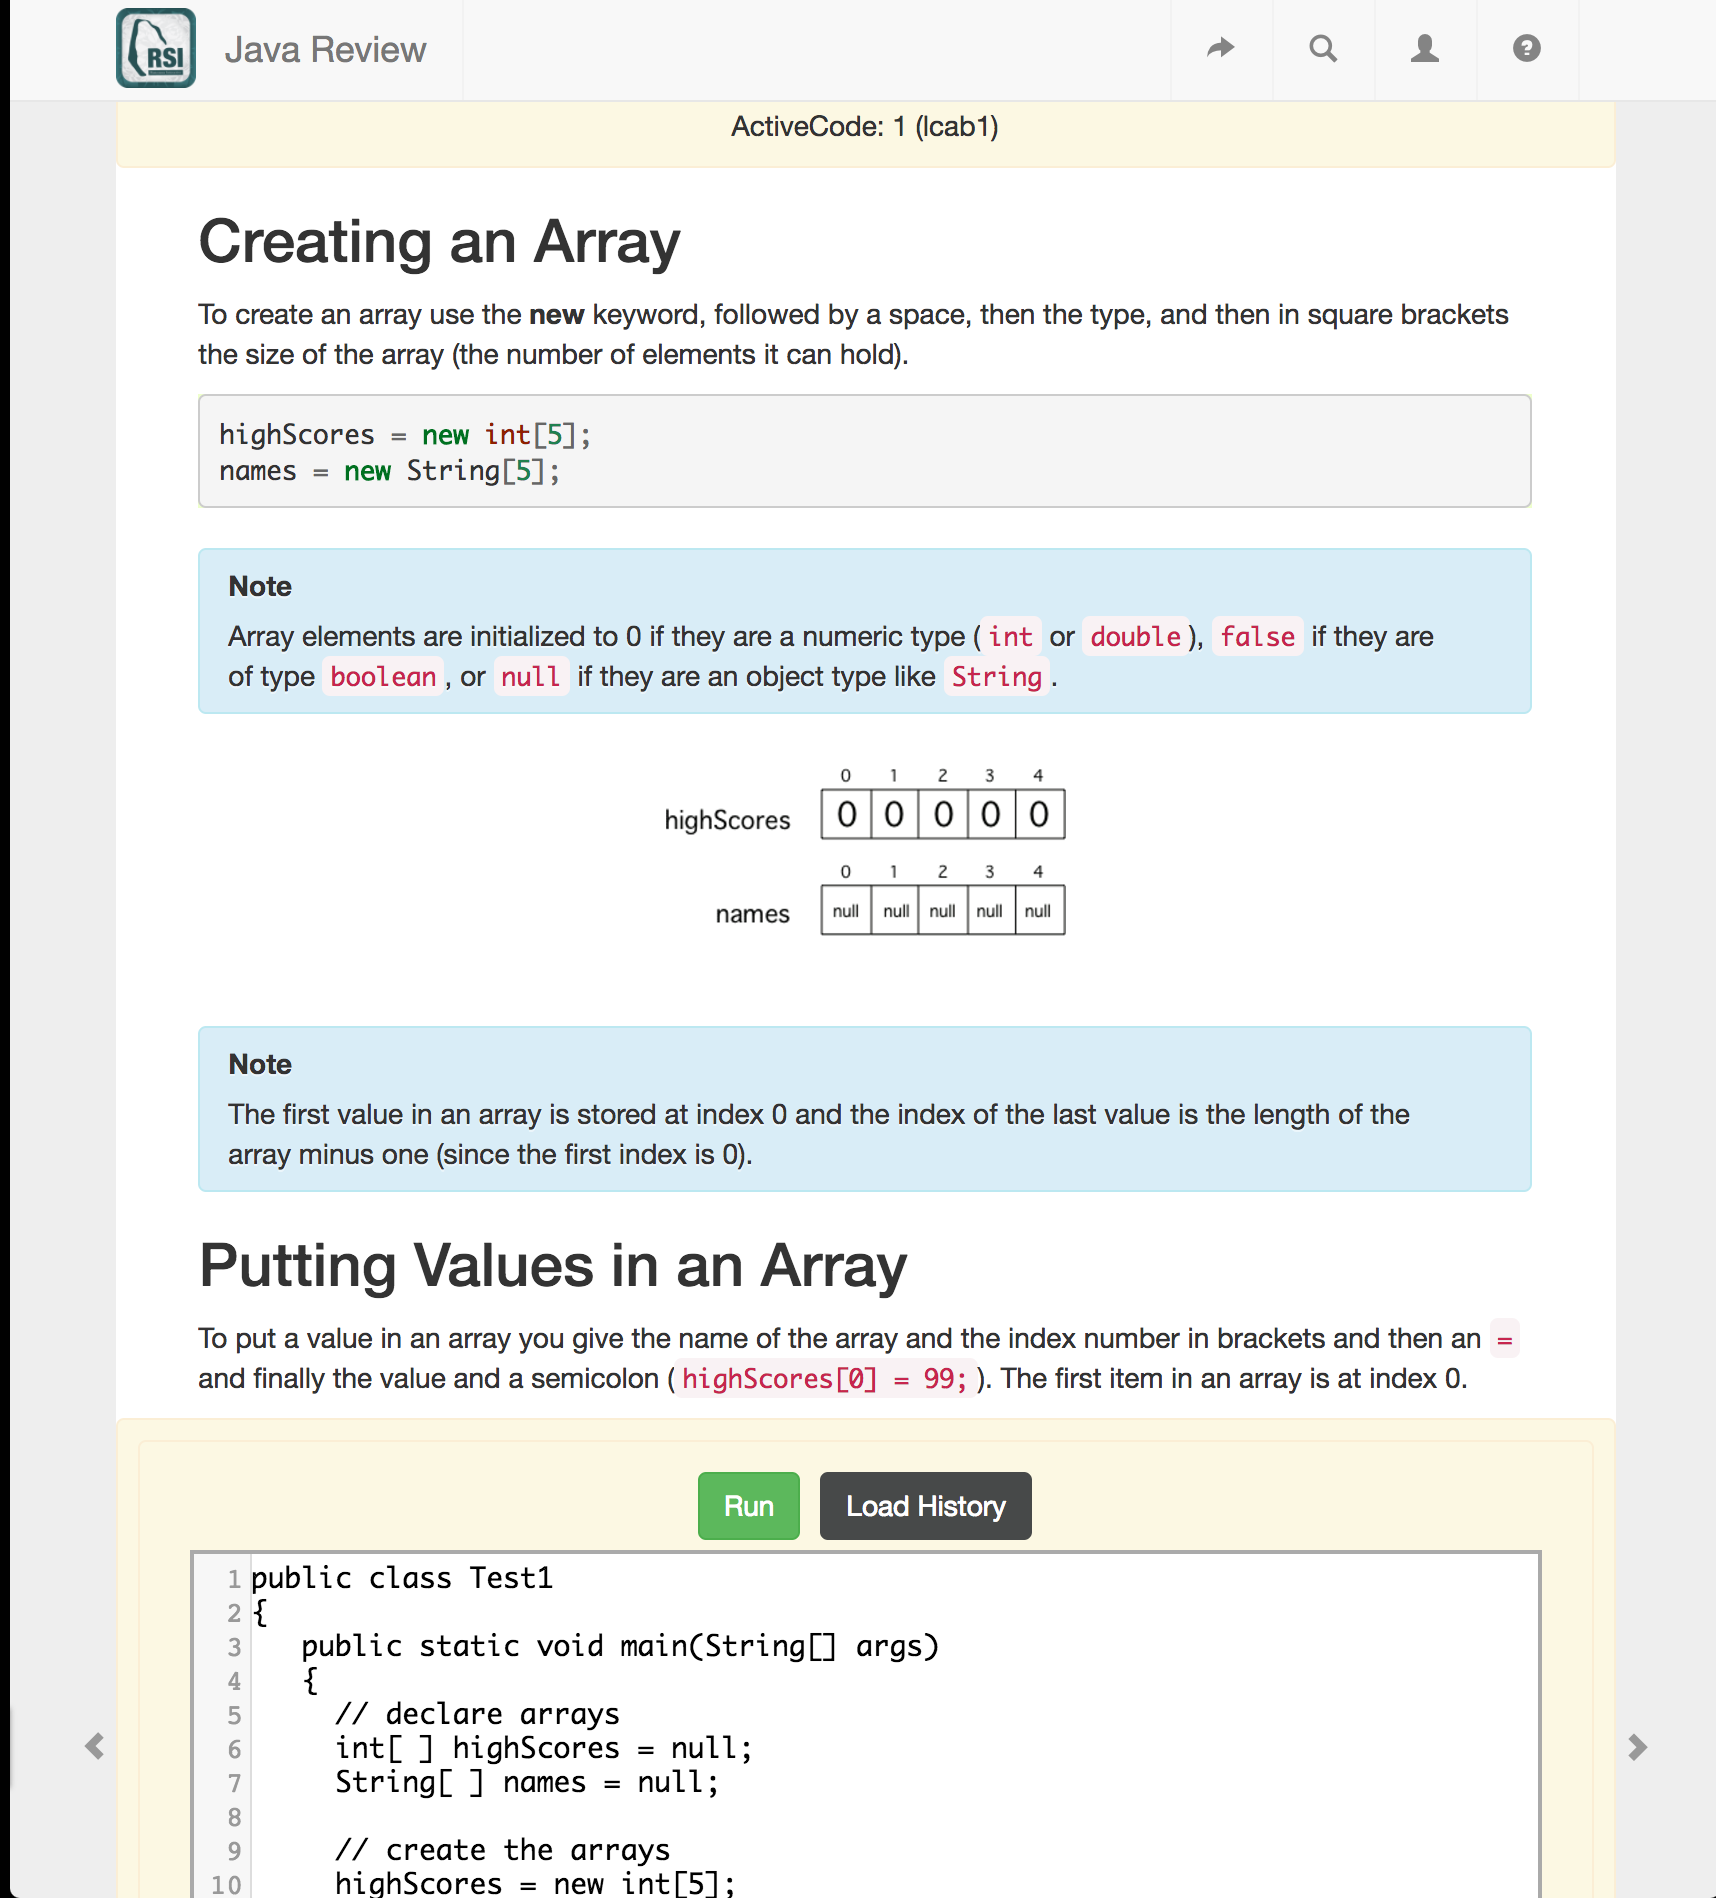 RSI
Java Review
ActiveCode: 1 (lcab1)
Creating an Array
To create an array use the new keyword, followed by a space, then the type, and then in square brackets
the size of the array (the number of elements it can hold).
highScores = new int[5];
names = new String[5];
Note
Array elements are initialized to 0 if they are a numeric type ( int or double ), false if they are
of type boolean , or null if they are an object type like String .
0 1 2 3 4
highScores 0 0 0 0 0
0 1 2 3 4
names null null null null null
Note
The first value in an array is stored at index 0 and the index of the last value is the length of the
array minus one (since the first index is 0).
Putting Values in an Array
To put a value in an array you give the name of the array and the index number in brackets and then an =
and finally the value and a semicolon ( highScores[0] = 99; ). The first item in an array is at index 0.
Run Load History
1 public class Test1
2 {
3 public static void main(String[] args)
4 {
5 // declare arrays
6 int[ ] highScores = null;
7 String[ ] names = null;
8
9 // create the arrays
10 highScores = new int[5];